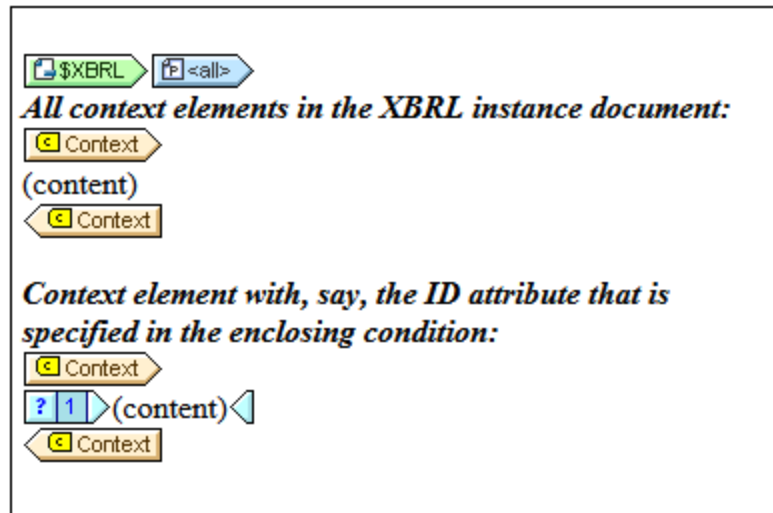 $XBRL P <all>
All context elements in the XBRL instance document:
C Context
(content)
C Context
Context element with, say, the ID attribute that is
specified in the enclosing condition:
C Context
? 1 (content)
C Context